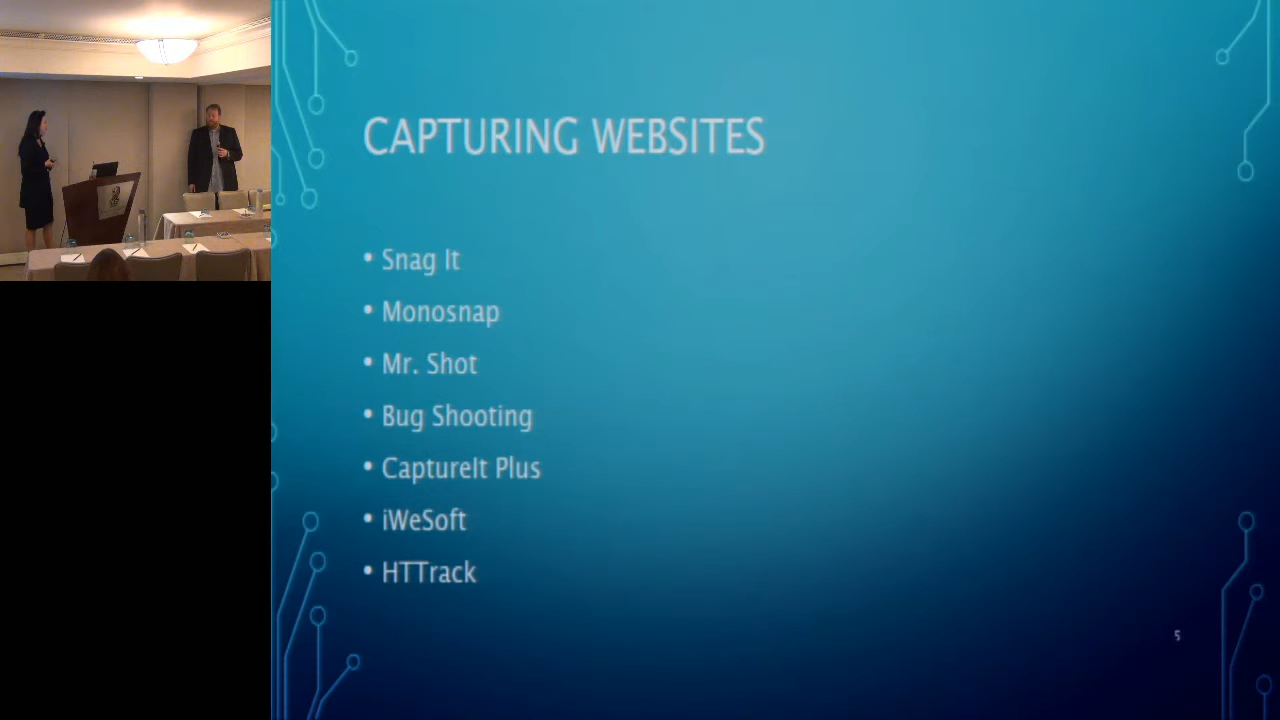 CAPTURING WEBSITES
• Snag It
• Monosnap
• Mr. Shot
• Bug Shooting
• CaptureIt Plus
• iWeSoft
• HTTrack
5